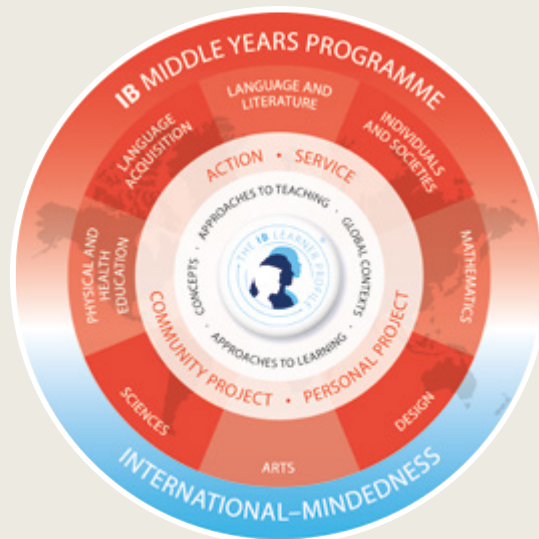 IB MIDDLE YEARS PROGRAMME
LANGUAGE AND
LITERATURE
INDIVIDUALS
AND SOCIETIES
MATHEMATICS
DESIGN
ARTS
SCIENCES
PHYSICAL AND
HEALTH
EDUCATION
LANGUAGE
ACQUISITION
ACTION • SERVICE
PERSONAL PROJECT •
COMMUNITY PROJECT
APPROACHES TO TEACHING ·
GLOBAL CONTEXTS ·
APPROACHES TO LEARNING ·
CONCEPTS ·
THE IB LEARNER PROFILE
INTERNATIONAL–MINDEDNESS